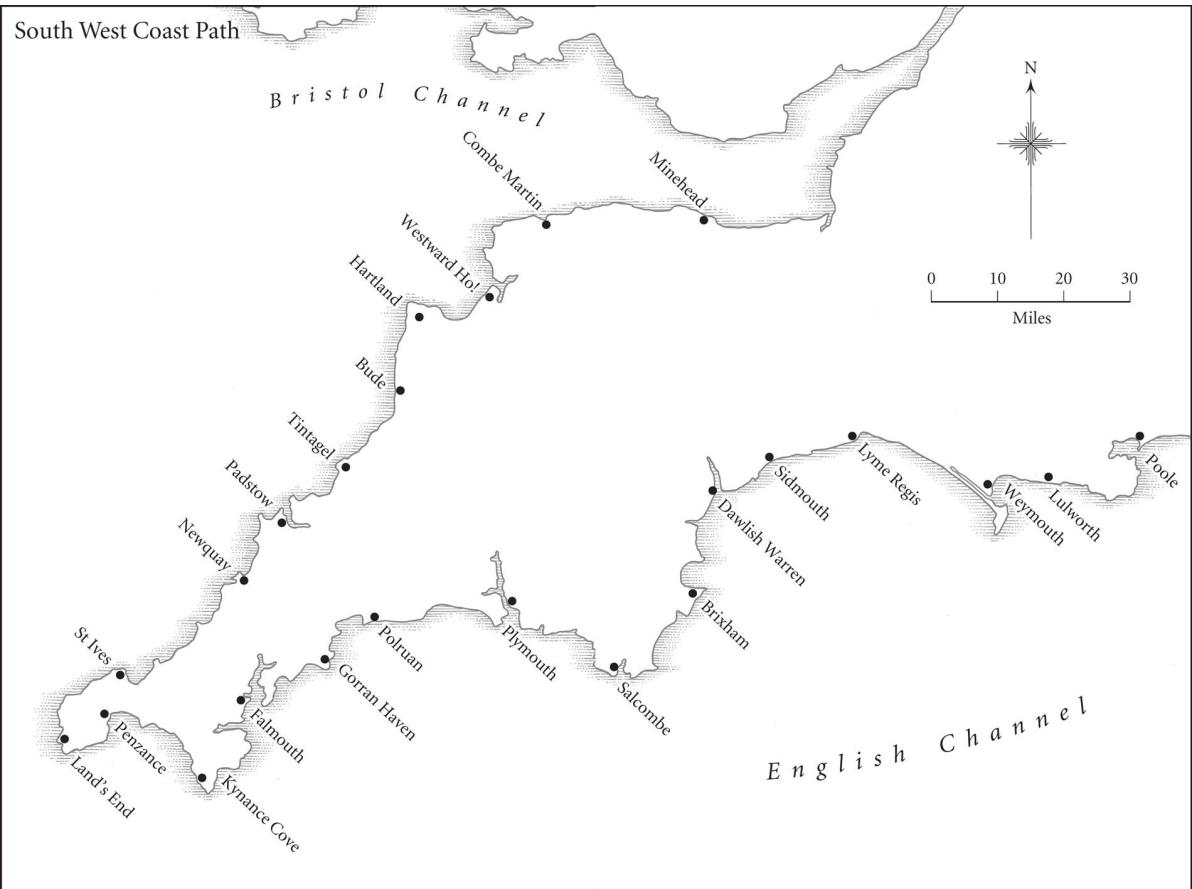 South West Coast Path
Bristol Channel
N
Combe Martin
Minehead
Westward Ho!
Hartland
0 10 20 30
Miles
Bude
Tintagel
Padstow
Newquay
St Ives
Land's End
Penzance
Kynance Cove
Falmouth
Gorran Haven
Polruan
Plymouth
Salcombe
Brixham
Dawlish Warren
Sidmouth
Lyme Regis
Weymouth
Lulworth
Poole
English Channel